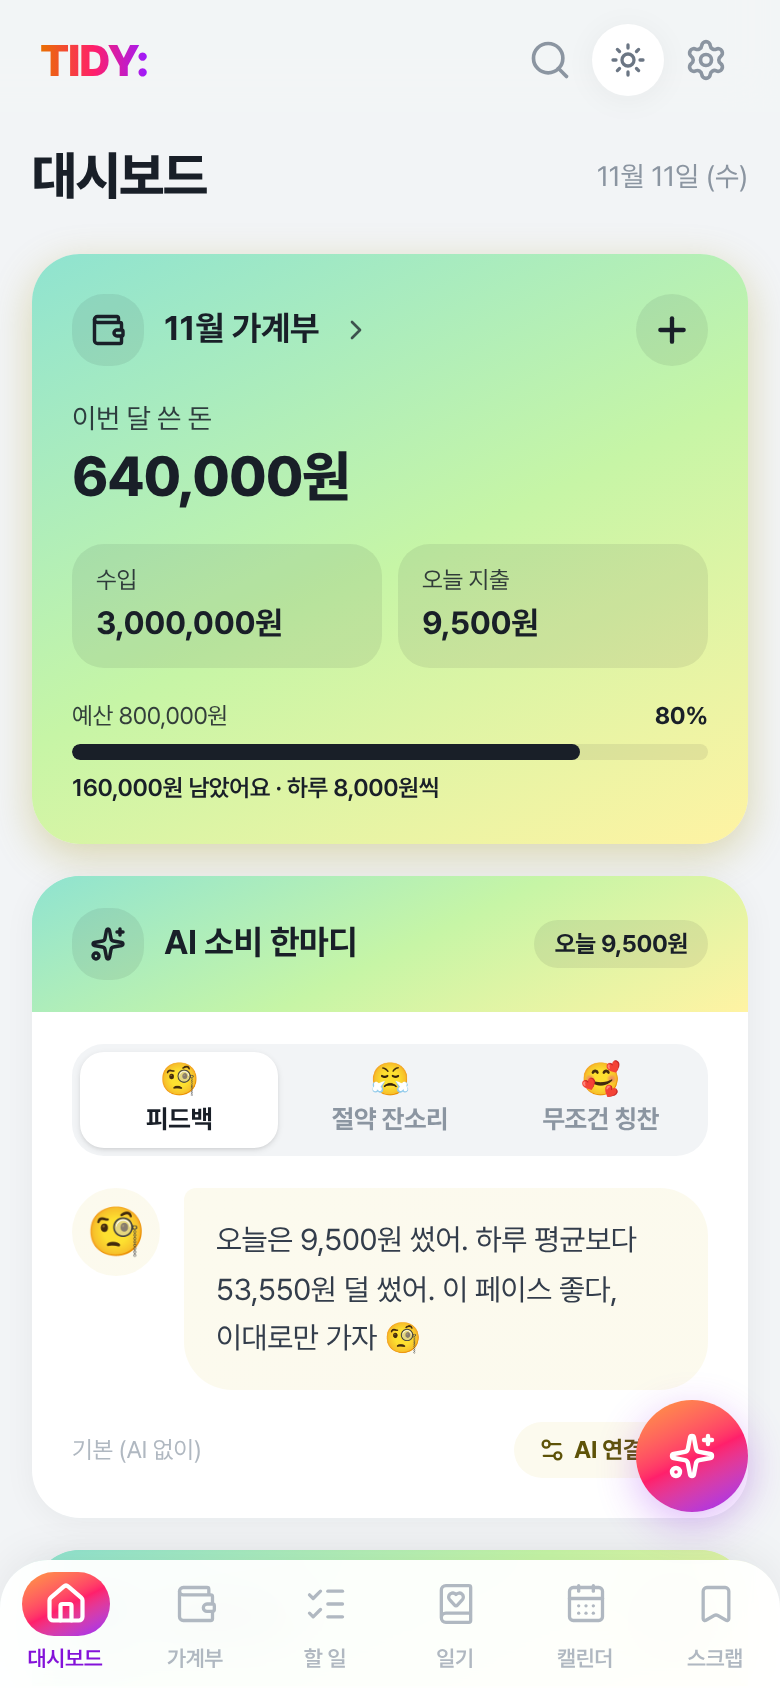 TIDY:
대시보드
11월 11일 (수)
11월 가계부
이번 달 쓴 돈
640,000원
수입
3,000,000원
오늘 지출
9,500원
예산 800,000원
80%
160,000원 남았어요 · 하루 8,000원씩
AI 소비 한마디
오늘 9,500원
피드백
절약 잔소리
무조건 칭찬
오늘은 9,500원 썼어. 하루 평균보다
53,550원 덜 썼어. 이 페이스 좋다,
이대로만 가자 🧐
기본 (AI 없이)
AI 연결
대시보드
가계부
할 일
일기
캘린더
스크랩